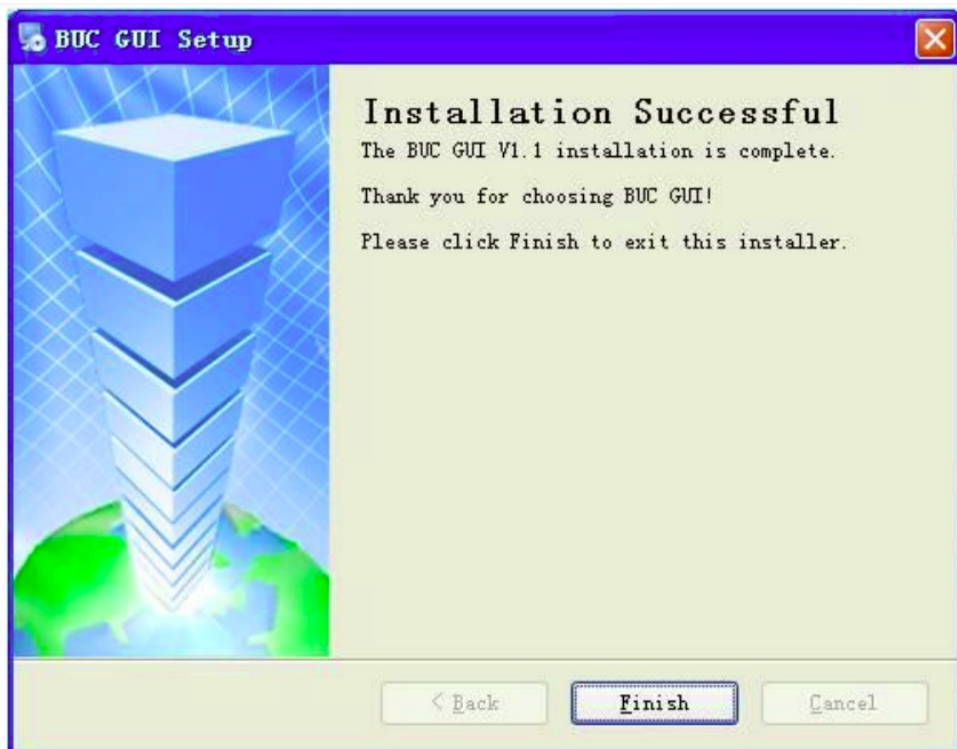 BUC GUI Setup
Installation Successful
The BUC GUI V1.1 installation is complete.
Thank you for choosing BUC GUI!
Please click Finish to exit this installer.
< Back
Finish
Cancel